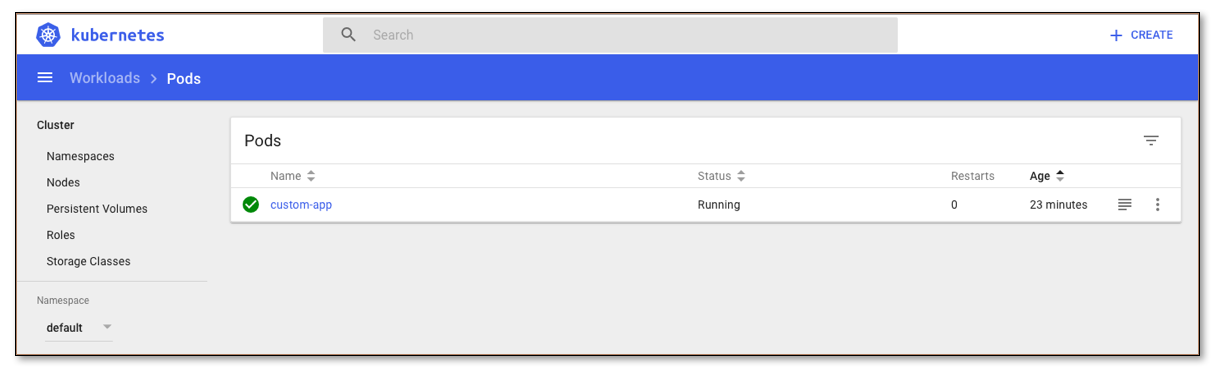 kubernetes
Search
+ CREATE
Workloads > Pods
Cluster
Namespaces
Nodes
Persistent Volumes
Roles
Storage Classes
Namespace
default
Pods
Name Status Restarts Age
custom-app Running 0 23 minutes